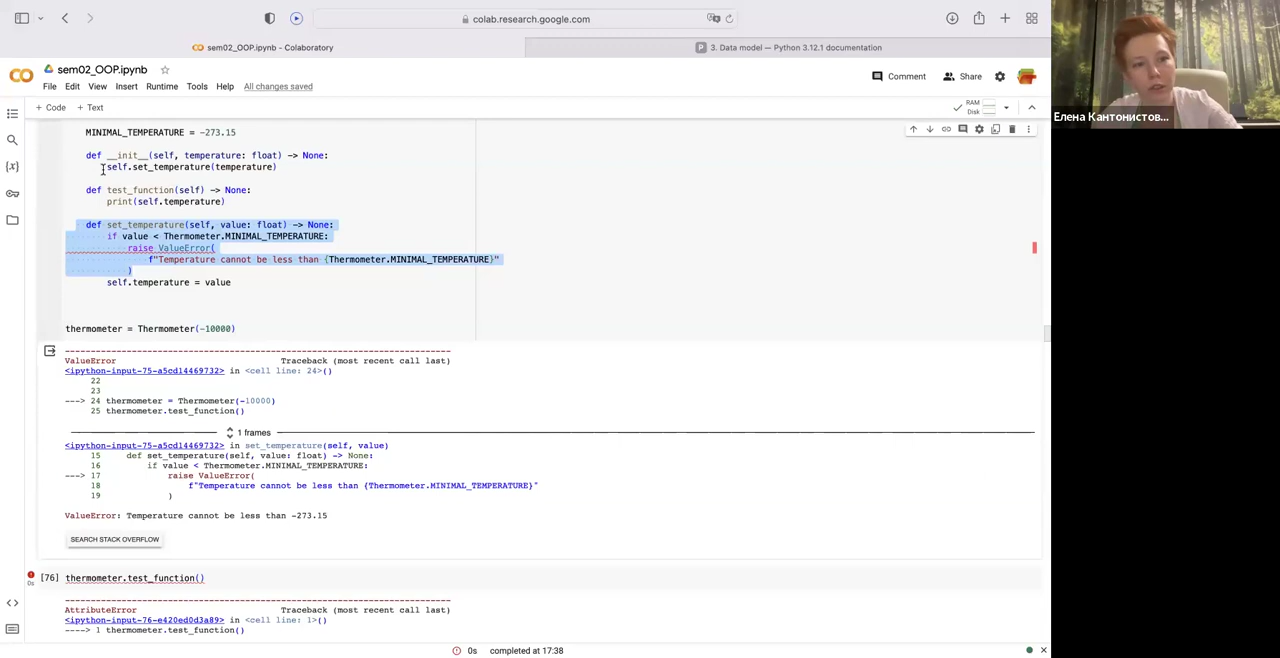 colab.research.google.com
sem02_OOP.ipynb - Colaboratory
3. Data model — Python 3.12.1 documentation
sem02_OOP.ipynb
Comment
Share
File Edit View Insert Runtime Tools Help All changes saved
+ Code + Text
RAM
Disk
MINIMAL_TEMPERATURE = -273.15
def __init__(self, temperature: float) -> None:
self.set_temperature(temperature)
def test_function(self) -> None:
print(self.temperature)
def set_temperature(self, value: float) -> None:
if value < Thermometer.MINIMAL_TEMPERATURE:
raise ValueError(
f"Temperature cannot be less than {Thermometer.MINIMAL_TEMPERATURE}"
)
self.temperature = value
thermometer = Thermometer(-10000)
ValueError Traceback (most recent call last)
<ipython-input-75-a5cd14469732> in <cell line: 24>()
22
23
---> 24 thermometer = Thermometer(-10000)
25 thermometer.test_function()
1 frames
<ipython-input-75-a5cd14469732> in set_temperature(self, value)
15 def set_temperature(self, value: float) -> None:
16 if value < Thermometer.MINIMAL_TEMPERATURE:
---> 17 raise ValueError(
18 f"Temperature cannot be less than {Thermometer.MINIMAL_TEMPERATURE}"
19 )
ValueError: Temperature cannot be less than -273.15
SEARCH STACK OVERFLOW
[76] thermometer.test_function()
0s
AttributeError Traceback (most recent call last)
<ipython-input-76-e420ed0d3a89> in <cell line: 1>()
----> 1 thermometer.test_function()
0s completed at 17:38
Елена Кантонистов...